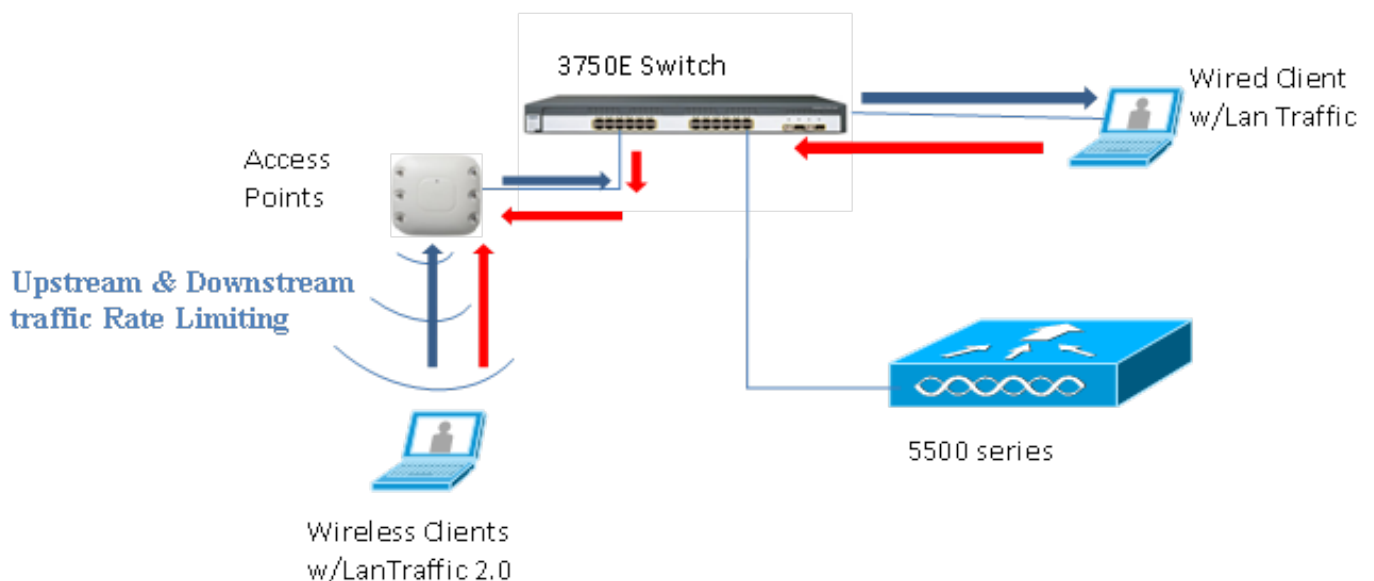 3750E Switch
Wired Client
w/Lan Traffic
Access
Points
Upstream & Downstream
traffic Rate Limiting
5500 series
Wireless Clients
w/LanTraffic 2.0